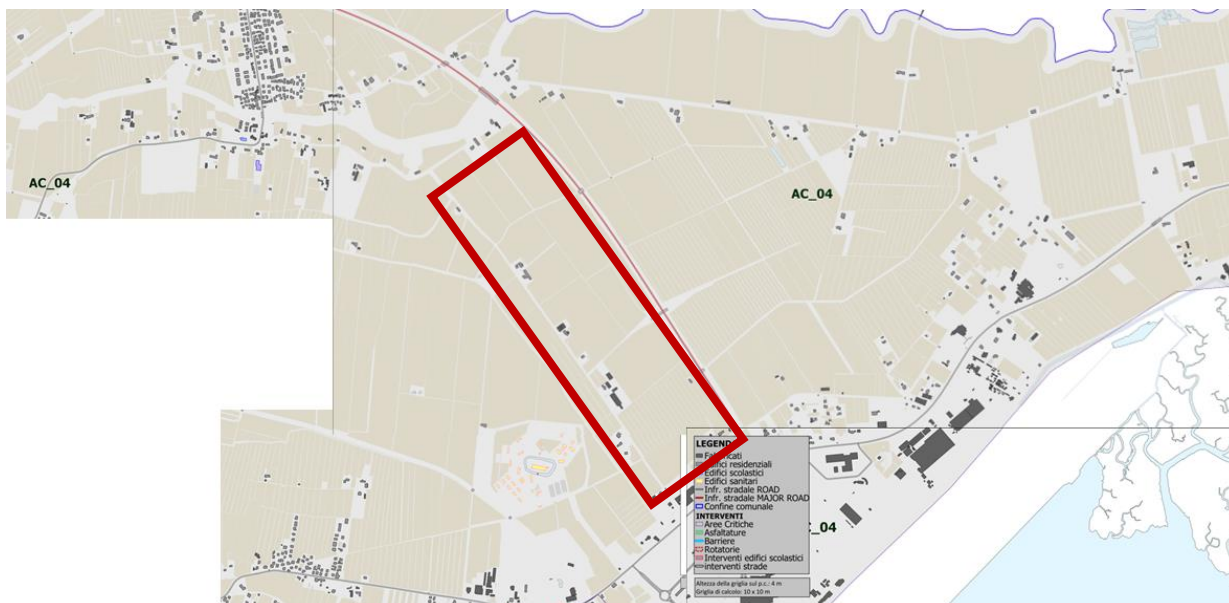 AC_04
AC_04
LEGEND
Fabbricati
Edifici residenziali
Edifici scolastici
Edifici sanitari
Infr. stradale ROAD
Infr. stradale MAJOR ROAD
Confine comunale
INTERVENTI
Aree Critiche
Asfaltature
Barriere
Rotatorie
Interventi edifici scolastici
interventi strade
Altezza della griglia sul p.c.: 4 m
Griglia di calcolo: 10 x 10 m
C_04